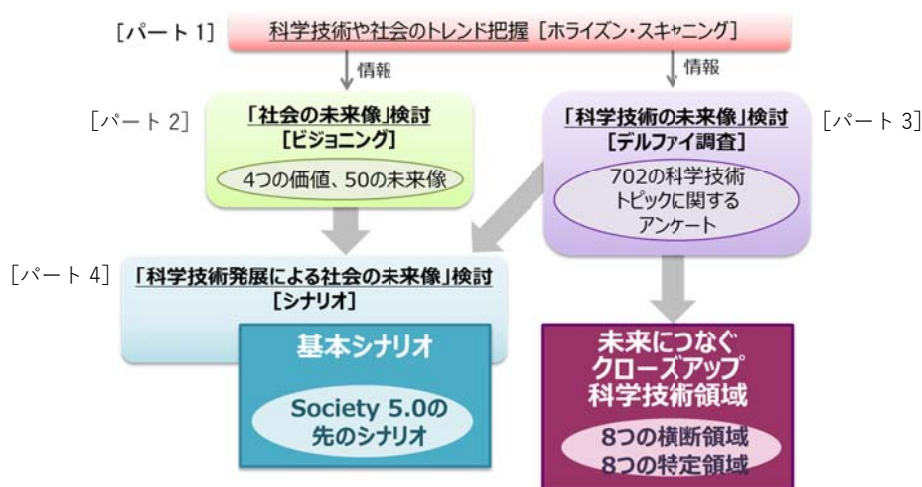 [パート 1]
科学技術や社会のトレンド把握 [ホライズン・スキャニング]
情報
情報
[パート 2]
「社会の未来像」検討
[ビジョニング]
4つの価値、50の未来像
「科学技術の未来像」検討
[デルファイ調査]
702の科学技術
トピックに関する
アンケート
[パート 3]
[パート 4]
「科学技術発展による社会の未来像」検討
[シナリオ]
基本シナリオ
Society 5.0の
先のシナリオ
未来につなぐ
クローズアップ
科学技術領域
8つの横断領域
8つの特定領域